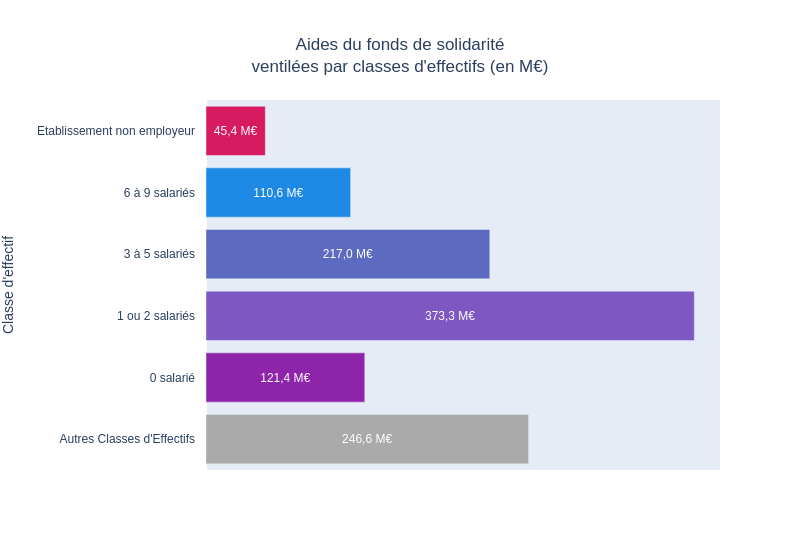 Aides du fonds de solidarité
ventilées par classes d'effectifs (en M€)
Classe d'effectif
Etablissement non employeur 45,4 M€
6 à 9 salariés 110,6 M€
3 à 5 salariés 217,0 M€
1 ou 2 salariés 373,3 M€
0 salarié 121,4 M€
Autres Classes d'Effectifs 246,6 M€